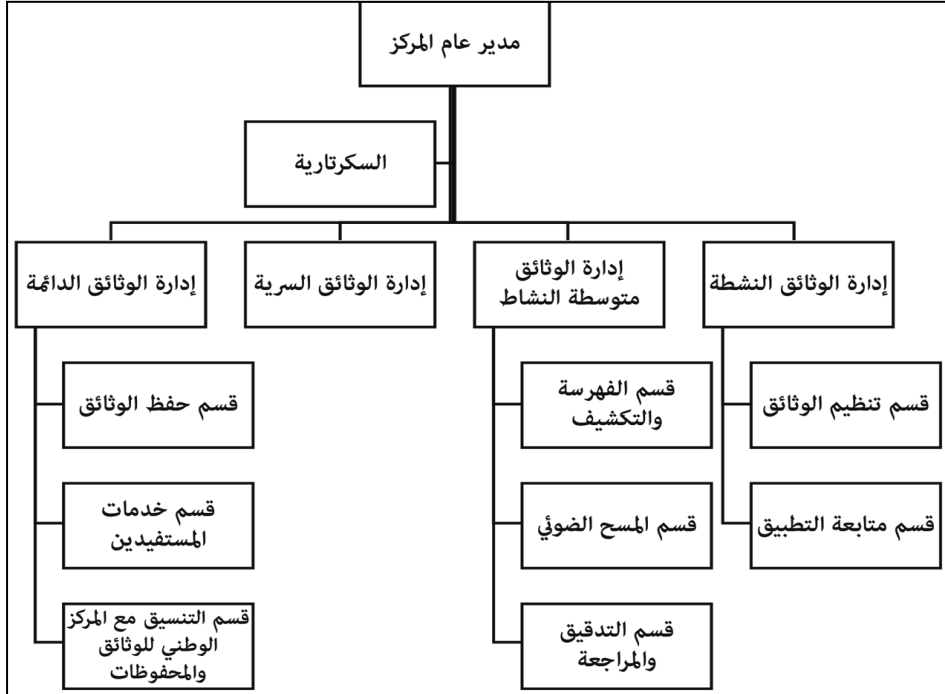 مدير عام المركز
السكرتارية
إدارة الوثائق النشطة
إدارة الوثائق
متوسطة النشاط
إدارة الوثائق السرية
إدارة الوثائق الدائمة
قسم تنظيم الوثائق
قسم متابعة التطبيق
قسم الفهرسة
والتكشيف
قسم المسح الضوئي
قسم التدقيق
والمراجعة
قسم حفظ الوثائق
قسم خدمات
المستفيدين
قسم التنسيق مع المركز
الوطني للوثائق
والمحفوظات